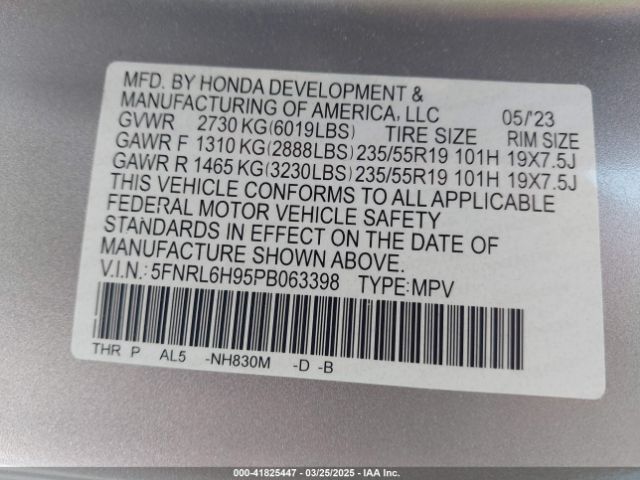 MFD. BY HONDA DEVELOPMENT &
MANUFACTURING OF AMERICA, LLC 05/'23
GVWR 2730 KG(6019LBS) TIRE SIZE RIM SIZE
GAWR F 1310 KG(2888LBS) 235/55R19 101H 19X7.5J
GAWR R 1465 KG(3230LBS) 235/55R19 101H 19X7.5J
THIS VEHICLE CONFORMS TO ALL APPLICABLE
FEDERAL MOTOR VEHICLE SAFETY
STANDARDS IN EFFECT ON THE DATE OF
MANUFACTURE SHOWN ABOVE.
V.I.N.: 5FNRL6H95PB063398 TYPE:MPV
THR P AL5 -NH830M -D -B
000-41825447 - 03/25/2025 - IAA Inc.